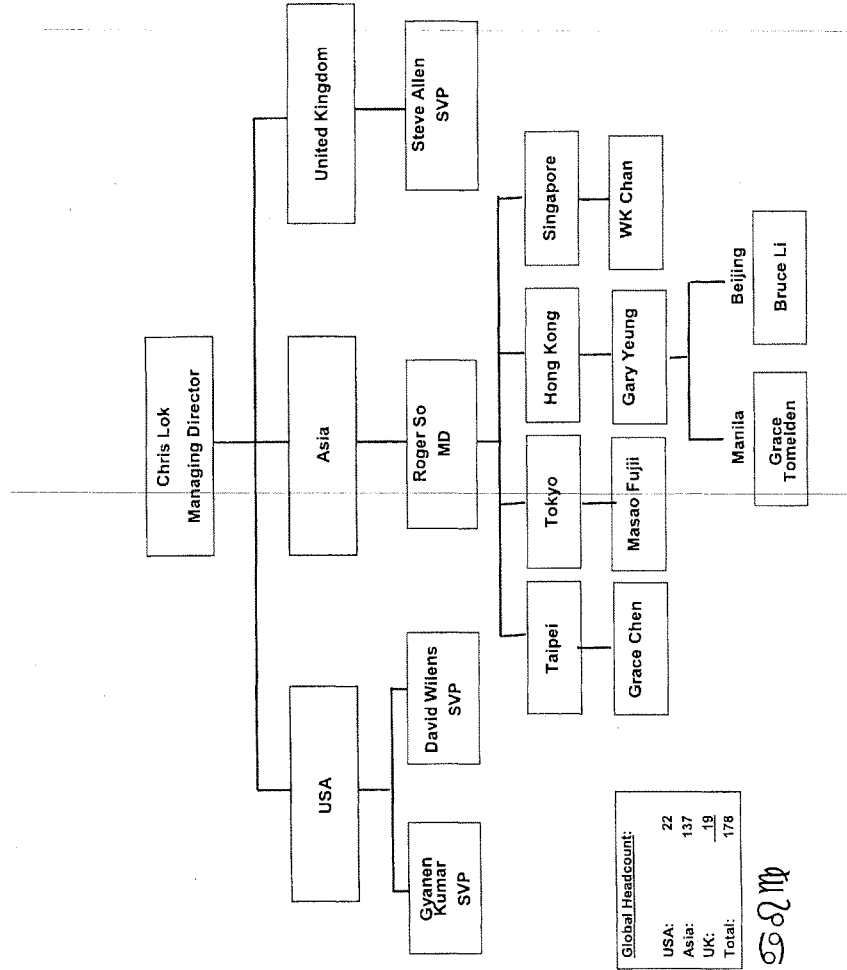 Chris Lok
Managing Director
USA
Asia
United Kingdom
Gyanen
Kumar
SVP
David Wilens
SVP
Roger So
MD
Steve Allen
SVP
Taipei
Tokyo
Hong Kong
Singapore
Grace Chen
Masao Fujii
Gary Yeung
WK Chan
Manila
Beijing
Grace
Tomelden
Bruce Li
Global Headcount:
USA: 22
Asia: 137
UK: 19
Total: 178
♋♌♍